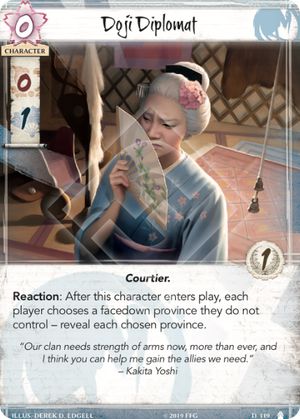 0
Doji Diplomat
CHARACTER
0
1
1
Courtier.
Reaction: After this character enters play, each
player chooses a facedown province they do not
control – reveal each chosen province.
“Our clan needs strength of arms now, more than ever, and
I think you can help me gain the allies we need.”
– Kakita Yoshi
ILLUS: DEREK D. EDGELL
© 2019 FFG
119